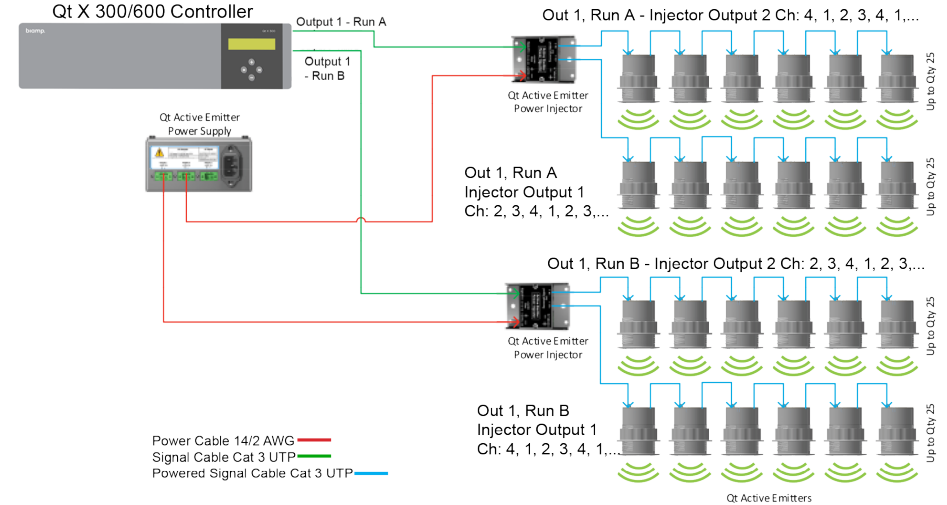 Qt X 300/600 Controller
biamp.
Output 1 - Run A
Output 1
- Run B
Out 1, Run A - Injector Output 2 Ch: 4, 1, 2, 3, 4, 1,...
Up to Qty 25
Qt Active Emitter
Power Injector
Qt Active Emitter
Power Supply
Out 1, Run A
Injector Output 1
Ch: 2, 3, 4, 1, 2, 3,...
Up to Qty 25
Out 1, Run B - Injector Output 2 Ch: 2, 3, 4, 1, 2, 3,...
Up to Qty 25
Qt Active Emitter
Power Injector
Out 1, Run B
Injector Output 1
Ch: 4, 1, 2, 3, 4, 1,...
Up to Qty 25
Power Cable 14/2 AWG
Signal Cable Cat 3 UTP
Powered Signal Cable Cat 3 UTP
Qt Active Emitters